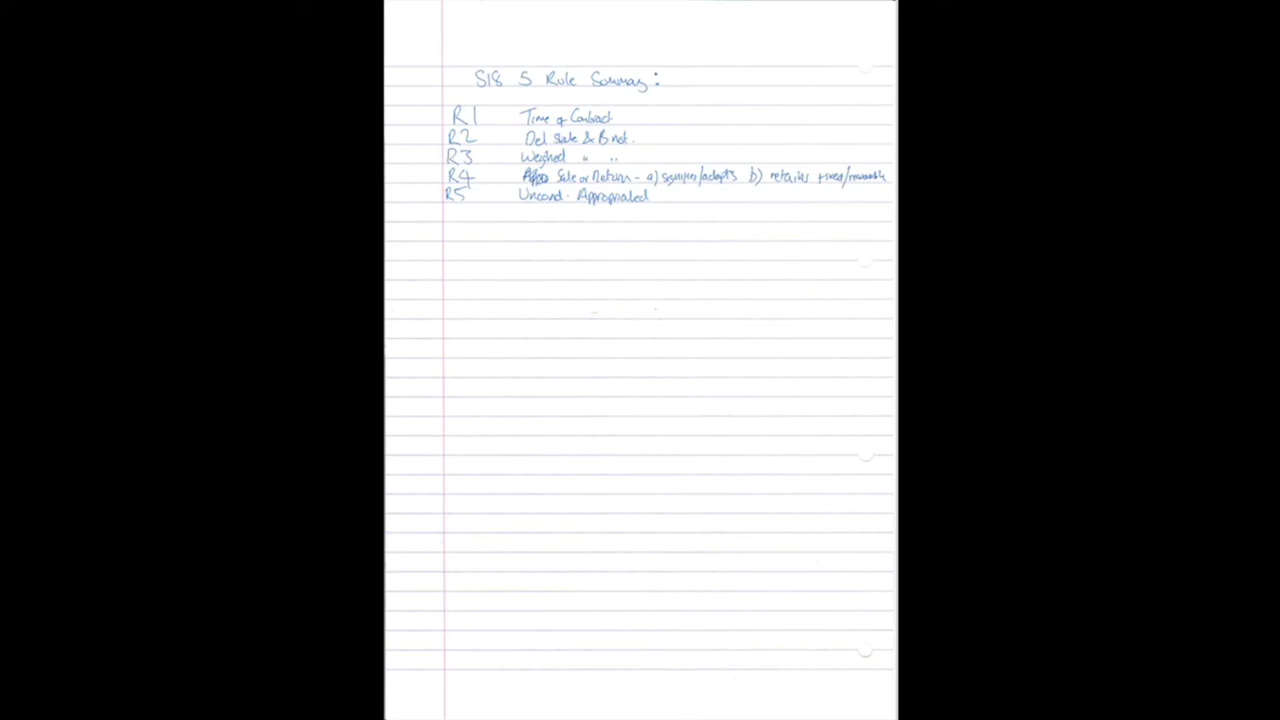 S18 5 Rule Summary:
R1 Time of Contract
R2 Del State & B not.
R3 Weighed " "
R4 Sale or Return - a) signifies/adopts b) retains + fixed/reasonable
R5 Uncond. Appropriated